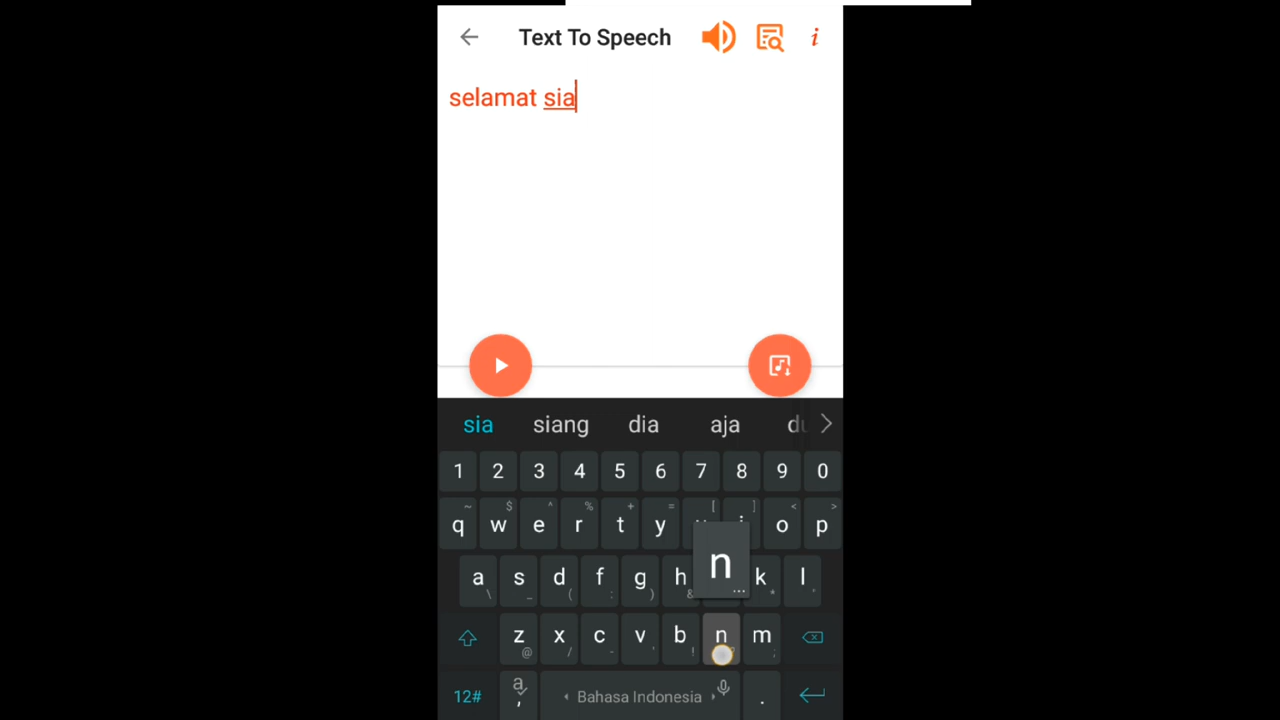 Text To Speech i
selamat sia
sia siang dia aja
1 2 3 4 5 6 7 8 9 0
~ $ ^ % + = [ ] < >
q w e r t y o p
n
a s d f g h k l
\ _ ( : ) & *
z x c v b n m
@ / - ' ! ;
12# a , Bahasa Indonesia .